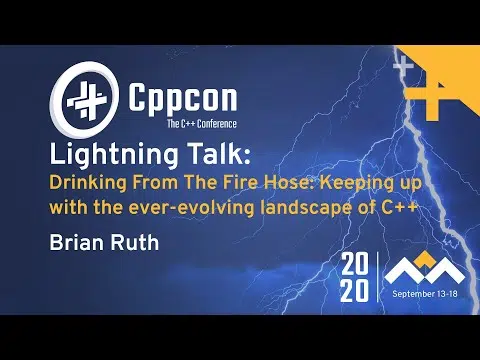 Cppcon
The C++ Conference
Lightning Talk:
Drinking From The Fire Hose: Keeping up
with the ever-evolving landscape of C++
Brian Ruth
20
20
September 13-18